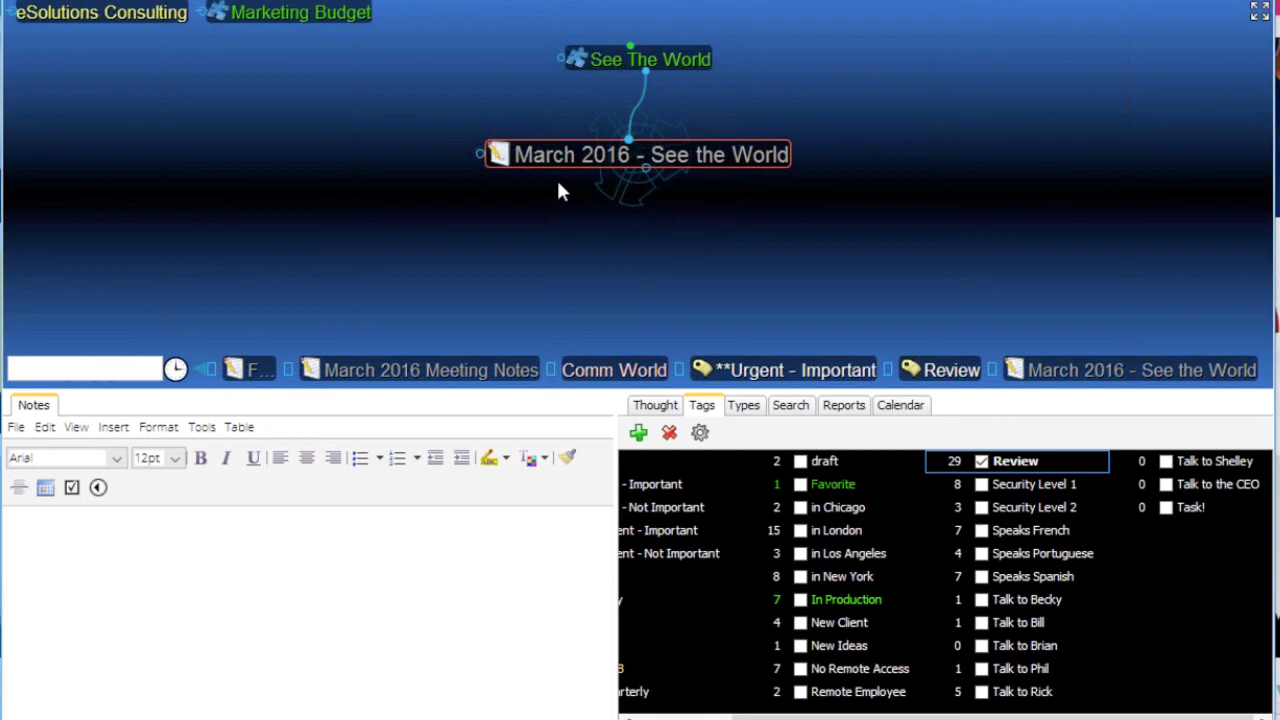 eSolutions Consulting Marketing Budget
See The World
March 2016 - See the World
F... March 2016 Meeting Notes Comm World **Urgent - Important Review March 2016 - See the World
Notes
File Edit View Insert Format Tools Table
Arial 12pt B I U
Thought Tags Types Search Reports Calendar
2 draft 29 Review 0 Talk to Shelley
- Important 1 Favorite 8 Security Level 1 0 Talk to the CEO
- Not Important 2 in Chicago 3 Security Level 2 0 Task!
ent - Important 15 in London 7 Speaks French
ent - Not Important 3 in Los Angeles 4 Speaks Portuguese
8 in New York 7 Speaks Spanish
y 7 In Production 1 Talk to Becky
4 New Client 1 Talk to Bill
1 New Ideas 0 Talk to Brian
7 No Remote Access 1 Talk to Phil
arterly 2 Remote Employee 5 Talk to Rick